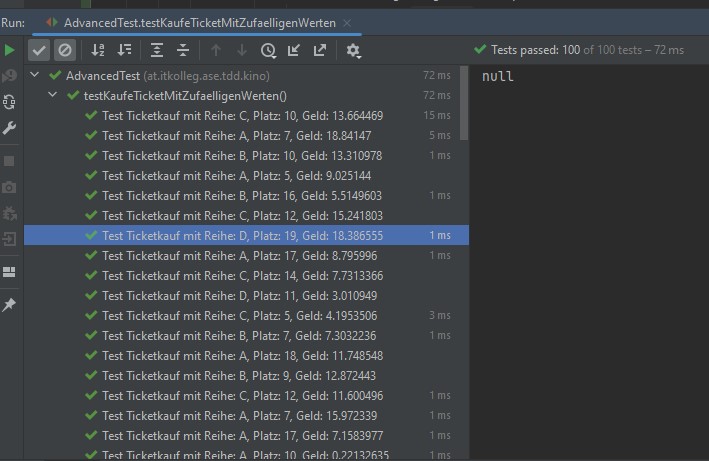 Run: AdvancedTest.testKaufeTicketMitZufaelligenWerten ×
Tests passed: 100 of 100 tests – 72 ms
AdvancedTest (at.itkolleg.ase.tdd.kino) 72 ms
testKaufeTicketMitZufaelligenWerten() 72 ms
Test Ticketkauf mit Reihe: C, Platz: 10, Geld: 13.664469 15 ms
Test Ticketkauf mit Reihe: A, Platz: 7, Geld: 18.84147 5 ms
Test Ticketkauf mit Reihe: B, Platz: 10, Geld: 13.310978 1 ms
Test Ticketkauf mit Reihe: A, Platz: 5, Geld: 9.025144
Test Ticketkauf mit Reihe: B, Platz: 16, Geld: 5.5149603 1 ms
Test Ticketkauf mit Reihe: C, Platz: 12, Geld: 15.241803
Test Ticketkauf mit Reihe: D, Platz: 19, Geld: 18.386555 1 ms
Test Ticketkauf mit Reihe: A, Platz: 17, Geld: 8.795996 1 ms
Test Ticketkauf mit Reihe: C, Platz: 14, Geld: 7.7313366
Test Ticketkauf mit Reihe: D, Platz: 11, Geld: 3.010949
Test Ticketkauf mit Reihe: C, Platz: 5, Geld: 4.1953506 3 ms
Test Ticketkauf mit Reihe: B, Platz: 7, Geld: 7.3032236 1 ms
Test Ticketkauf mit Reihe: A, Platz: 18, Geld: 11.748548
Test Ticketkauf mit Reihe: B, Platz: 9, Geld: 12.872443
Test Ticketkauf mit Reihe: C, Platz: 12, Geld: 11.600496 1 ms
Test Ticketkauf mit Reihe: A, Platz: 7, Geld: 15.972339 1 ms
Test Ticketkauf mit Reihe: A, Platz: 17, Geld: 7.1583977 1 ms
Test Ticketkauf mit Reihe: A, Platz: 10, Geld: 0.22132635 1 ms
null